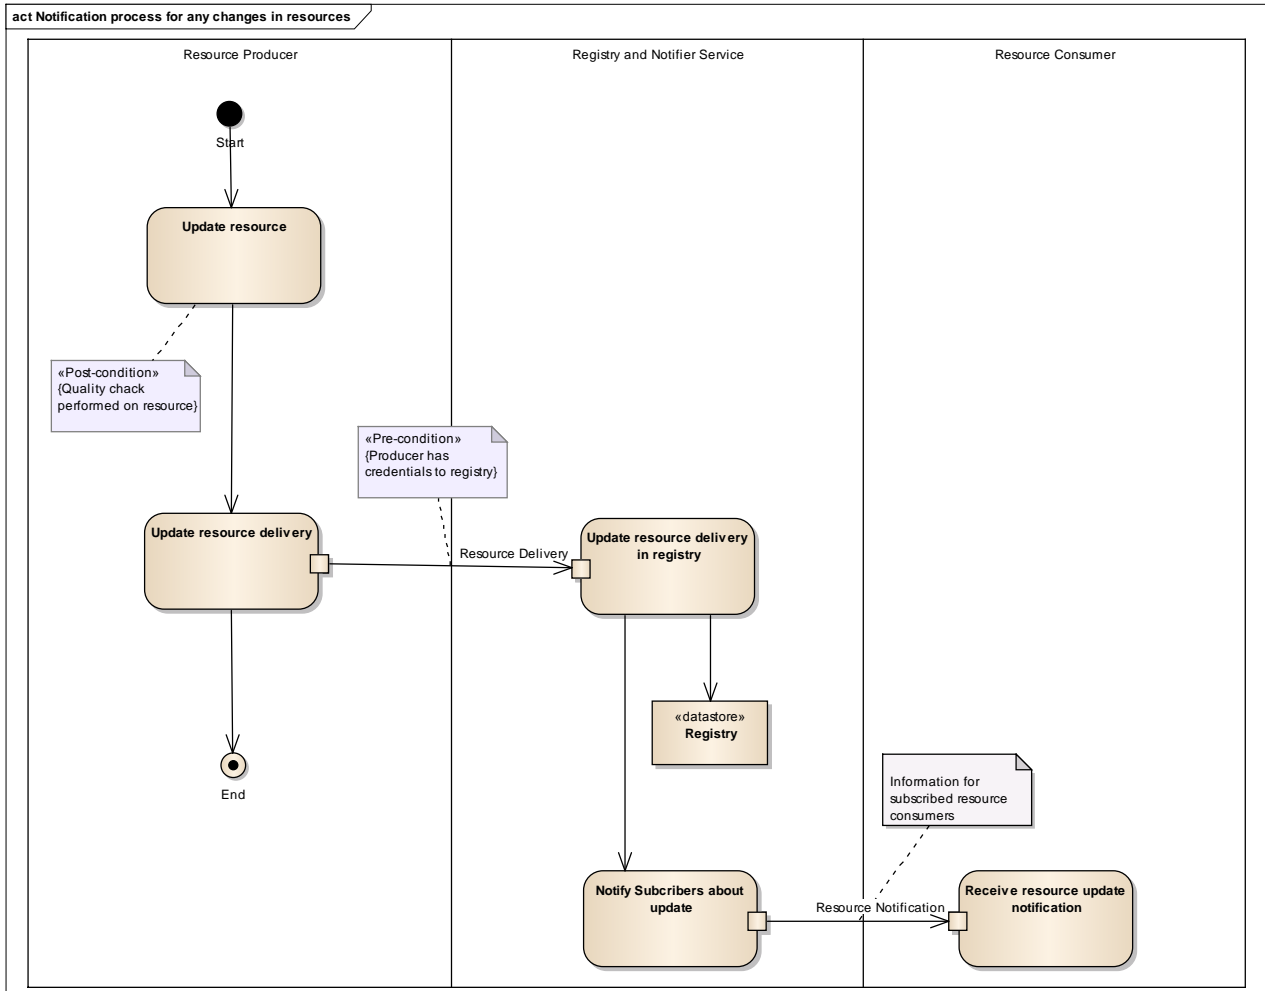 act Notification process for any changes in resources
Resource Producer
Registry and Notifier Service
Resource Consumer
Start
Update resource
«Post-condition»
{Quality chack
performed on resource}
«Pre-condition»
{Producer has
credentials to registry}
Update resource delivery
Resource Delivery
Update resource delivery
in registry
«datastore»
Registry
End
Information for
subscribed resource
consumers
Notify Subcribers about
update
Resource Notification
Receive resource update
notification